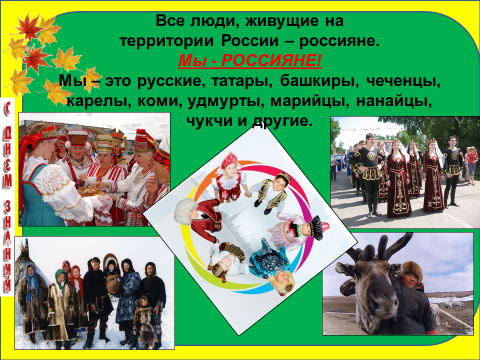 Все люди, живущие на
территории России – россияне.
Мы - РОССИЯНЕ!
Мы – это русские, татары, башкиры, чеченцы,
карелы, коми, удмурты, марийцы, нанайцы,
чукчи и другие.
С ДНЕМ ЗНАНИЙ